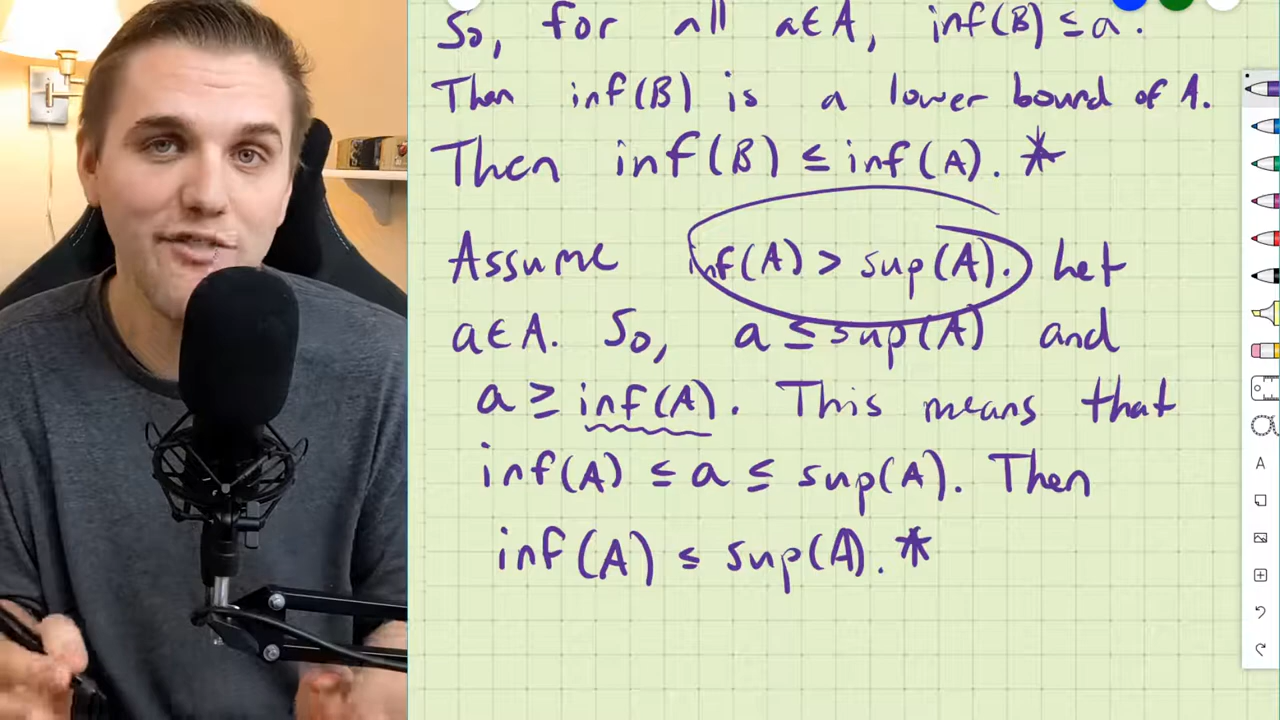 So, for all a∈A, inf(B) ≤ a.
Then inf(B) is a lower bound of A.
Then inf(B) ≤ inf(A). *
Assume inf(A) > sup(A). Let
a∈A. So, a ≤ sup(A) and
a ≥ inf(A). This means that
inf(A) ≤ a ≤ sup(A). Then
inf(A) ≤ sup(A). *
A